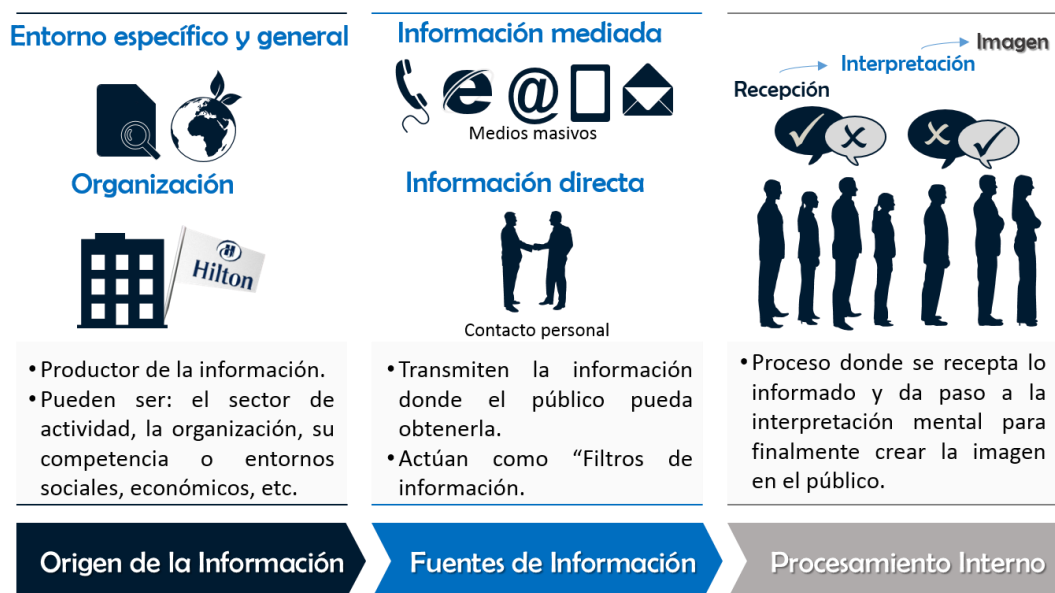 Entorno específico y general
Organización
Hilton
• Productor de la información.
• Pueden ser: el sector de
actividad, la organización, su
competencia o entornos
sociales, económicos, etc.
Origen de la Información
Información mediada
@
Medios masivos
Información directa
Contacto personal
• Transmiten la información
donde el público pueda
obtenerla.
• Actúan como “Filtros de
información.
Fuentes de Información
Recepción
Interpretación
Imagen
• Proceso donde se recepta lo
informado y da paso a la
interpretación mental para
finalmente crear la imagen
en el público.
Procesamiento Interno